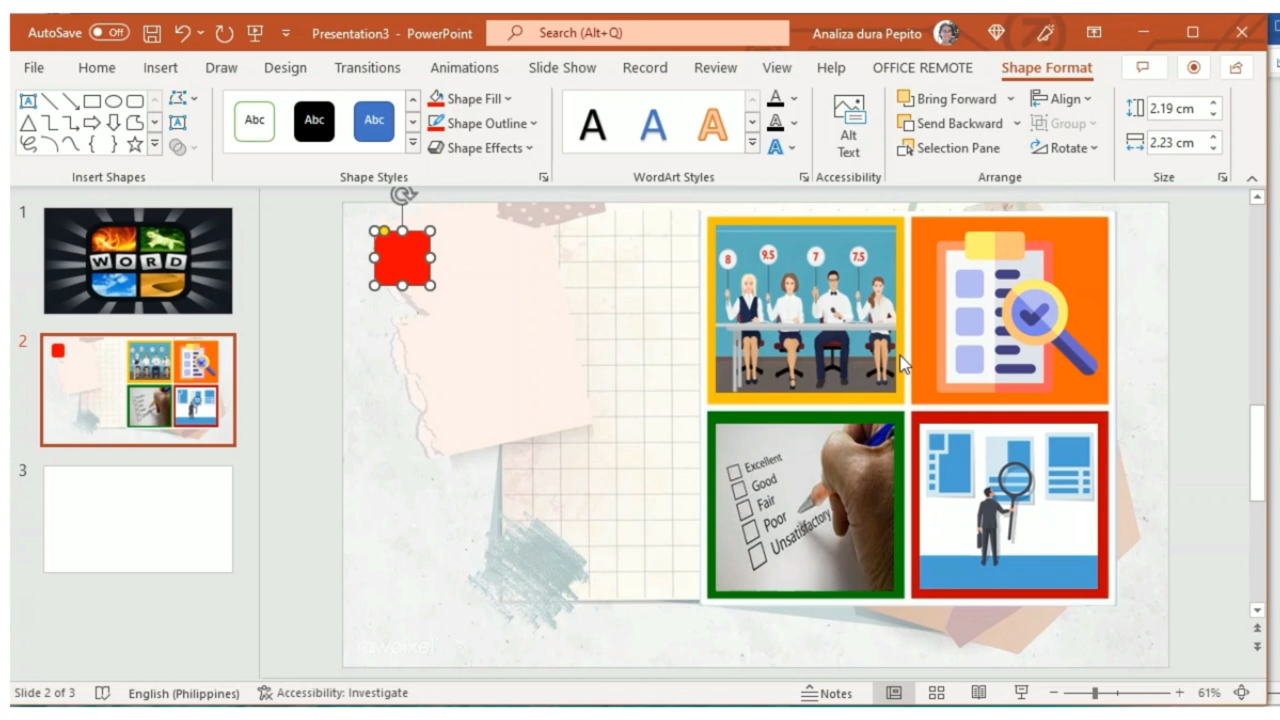 AutoSave Off Presentation3 - PowerPoint Search (Alt+Q) Analiza dura Pepito
File Home Insert Draw Design Transitions Animations Slide Show Record Review View Help OFFICE REMOTE Shape Format
Abc Abc Abc
Shape Fill
Shape Outline
Shape Effects
A A A
A
A
A
Alt
Text
Bring Forward
Send Backward
Selection Pane
Align
Group
Rotate
2.19 cm
2.23 cm
Insert Shapes Shape Styles WordArt Styles Accessibility Arrange Size
1
WORD
2
3
8 9.5 7 7.5
Excellent
Good
Fair
Poor
Unsatisfactory
rawpixel
Slide 2 of 3 English (Philippines) Accessibility: Investigate Notes 61%